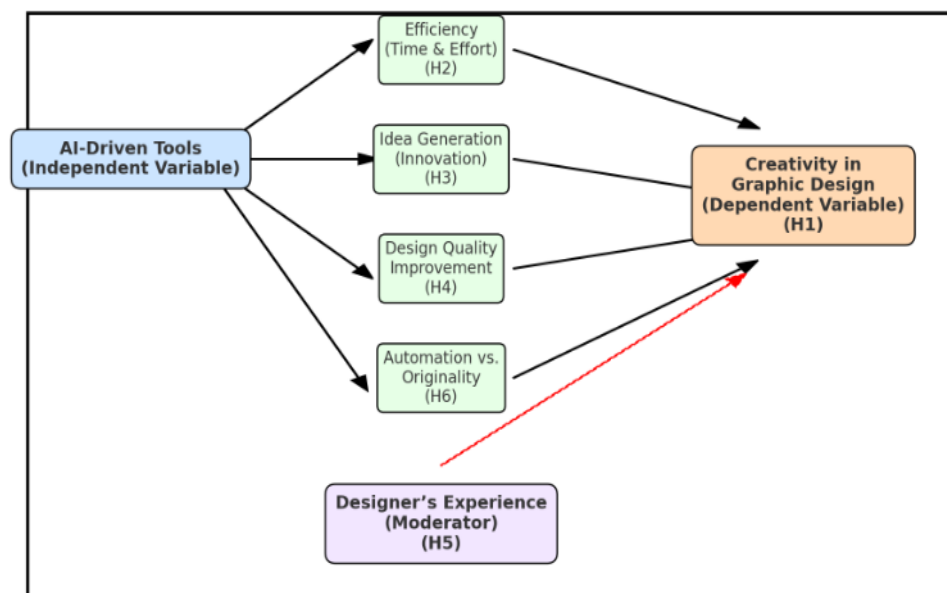 Efficiency
(Time & Effort)
(H2)
AI-Driven Tools
(Independent Variable)
Idea Generation
(Innovation)
(H3)
Creativity in
Graphic Design
(Dependent Variable)
(H1)
Design Quality
Improvement
(H4)
Automation vs.
Originality
(H6)
Designer’s Experience
(Moderator)
(H5)